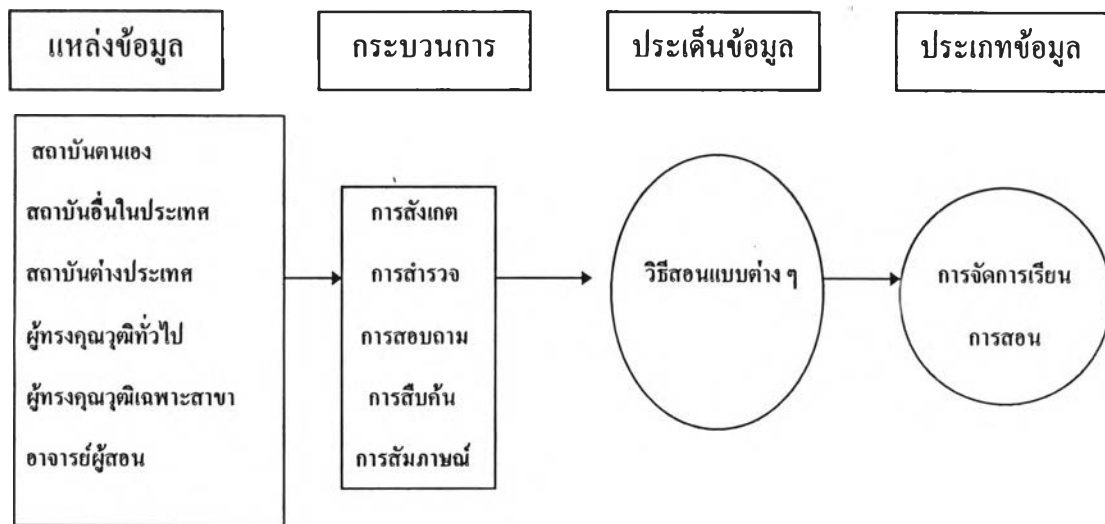 แหล่งข้อมูล
กระบวนการ
ประเด็นข้อมูล
ประเภทข้อมูล
สถาบันตนเอง
สถาบันอื่นในประเทศ
สถาบันต่างประเทศ
ผู้ทรงคุณวุฒิทั่วไป
ผู้ทรงคุณวุฒิเฉพาะสาขา
อาจารย์ผู้สอน
การสังเกต
การสำรวจ
การสอบถาม
การสืบค้น
การสัมภาษณ์
วิธีสอนแบบต่าง ๆ
การจัดการเรียน
การสอน